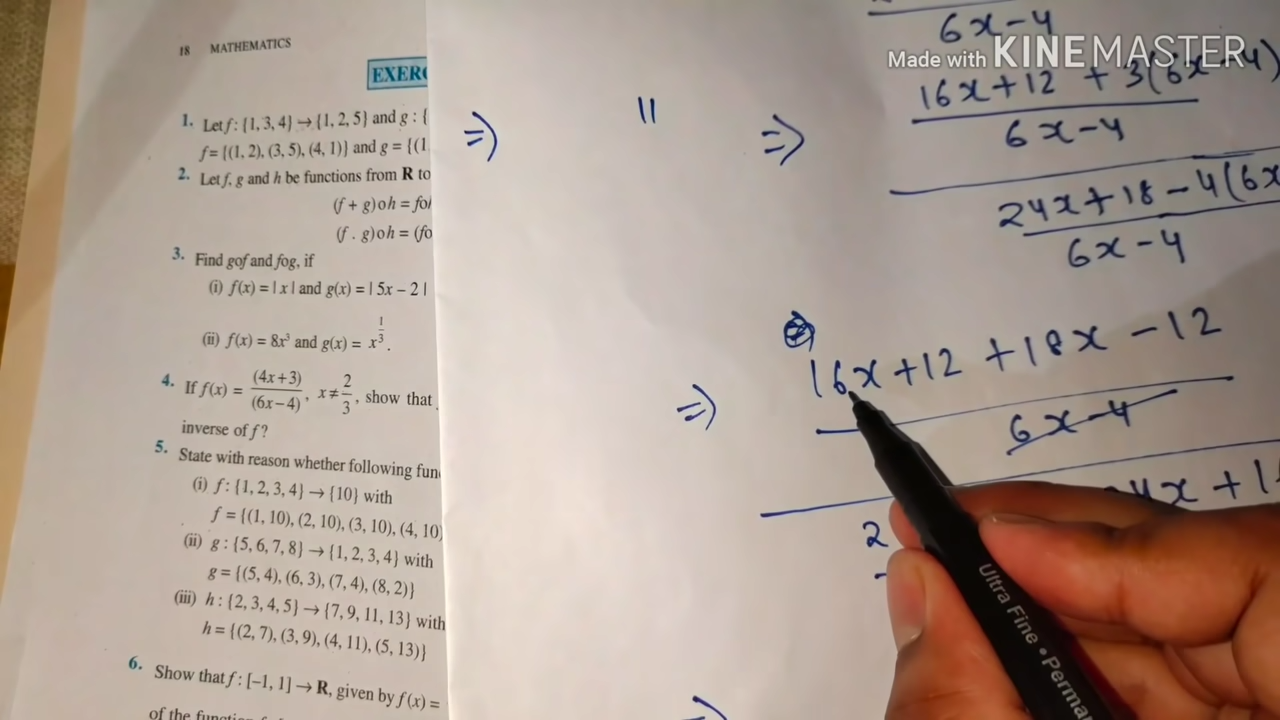 18 MATHEMATICS
EXERC
1. Let f : {1, 3, 4} → {1, 2, 5} and g : {
f = {(1, 2), (3, 5), (4, 1)} and g = {(1
2. Let f, g and h be functions from R to
(f + g)oh = fo
(f . g)oh = (fo
3. Find gof and fog, if
(i) f(x) = | x | and g(x) = | 5x – 2 |
(ii) f(x) = 8x³ and g(x) = x^(1/3).
4. If f(x) = (4x+3)/(6x–4), x ≠ 2/3, show that
inverse of f?
5. State with reason whether following fun
(i) f : {1, 2, 3, 4} → {10} with
f = {(1, 10), (2, 10), (3, 10), (4, 10)
(ii) g : {5, 6, 7, 8} → {1, 2, 3, 4} with
g = {(5, 4), (6, 3), (7, 4), (8, 2)}
(iii) h : {2, 3, 4, 5} → {7, 9, 11, 13} with
h = {(2, 7), (3, 9), (4, 11), (5, 13)}
6. Show that f : [–1, 1] → R, given by f(x) =
of the function
6x-4
Made with KINEMASTER
=> 11 => 16x+12 + 3(6x-4)
6x-4
24x+18-4(6x
6x-4
=> 16x+12+18x-12
6x-4
4x+1
2
Ultra Fine • Perma